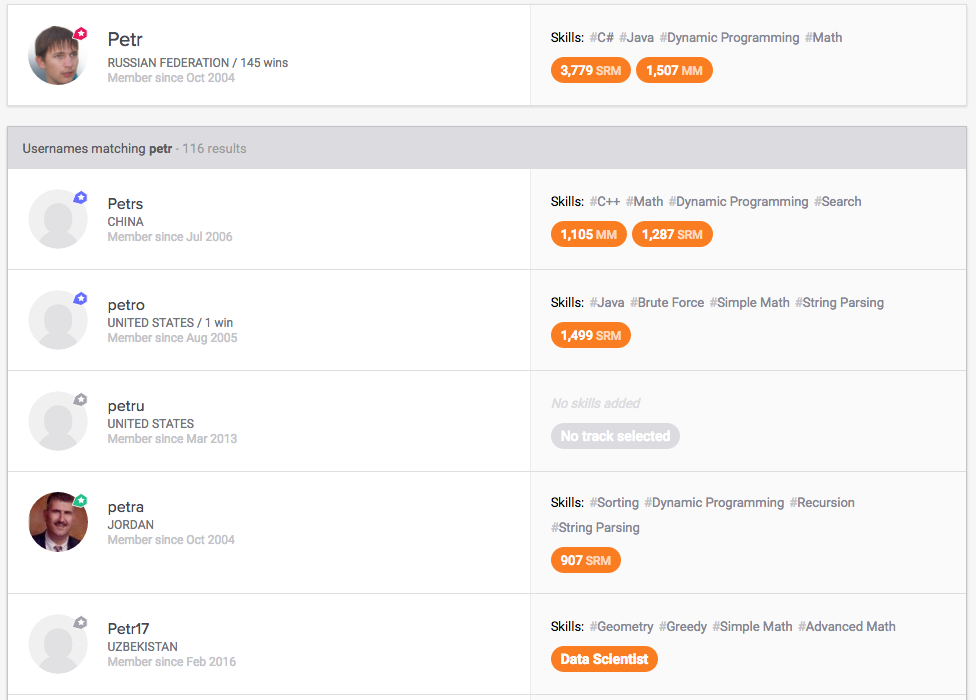 Petr
RUSSIAN FEDERATION / 145 wins
Member since Oct 2004
Skills: #C# #Java #Dynamic Programming #Math
3,779 SRM 1,507 MM
Usernames matching petr - 116 results
Petrs
CHINA
Member since Jul 2006
Skills: #C++ #Math #Dynamic Programming #Search
1,105 MM 1,287 SRM
petro
UNITED STATES / 1 win
Member since Aug 2005
Skills: #Java #Brute Force #Simple Math #String Parsing
1,499 SRM
petru
UNITED STATES
Member since Mar 2013
No skills added
No track selected
petra
JORDAN
Member since Oct 2004
Skills: #Sorting #Dynamic Programming #Recursion
#String Parsing
907 SRM
Petr17
UZBEKISTAN
Member since Feb 2016
Skills: #Geometry #Greedy #Simple Math #Advanced Math
Data Scientist